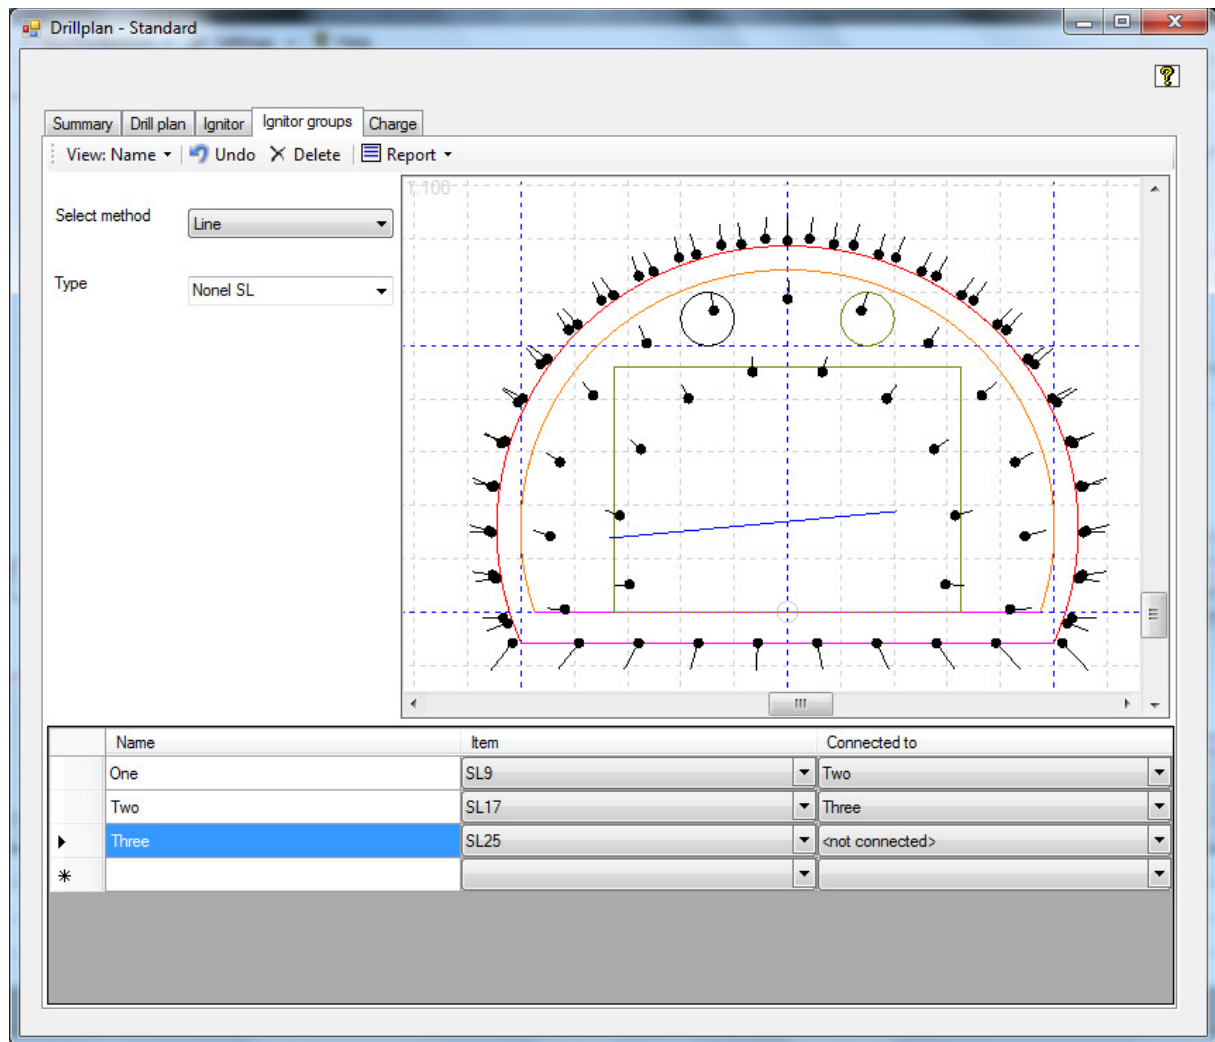 Drillplan - Standard
Summary Drill plan Ignitor Ignitor groups Charge
View: Name Undo Delete Report
1:100
Select method Line
Type Nonel SL
Name Item Connected to
One SL9 Two
Two SL17 Three
Three SL25 <not connected>